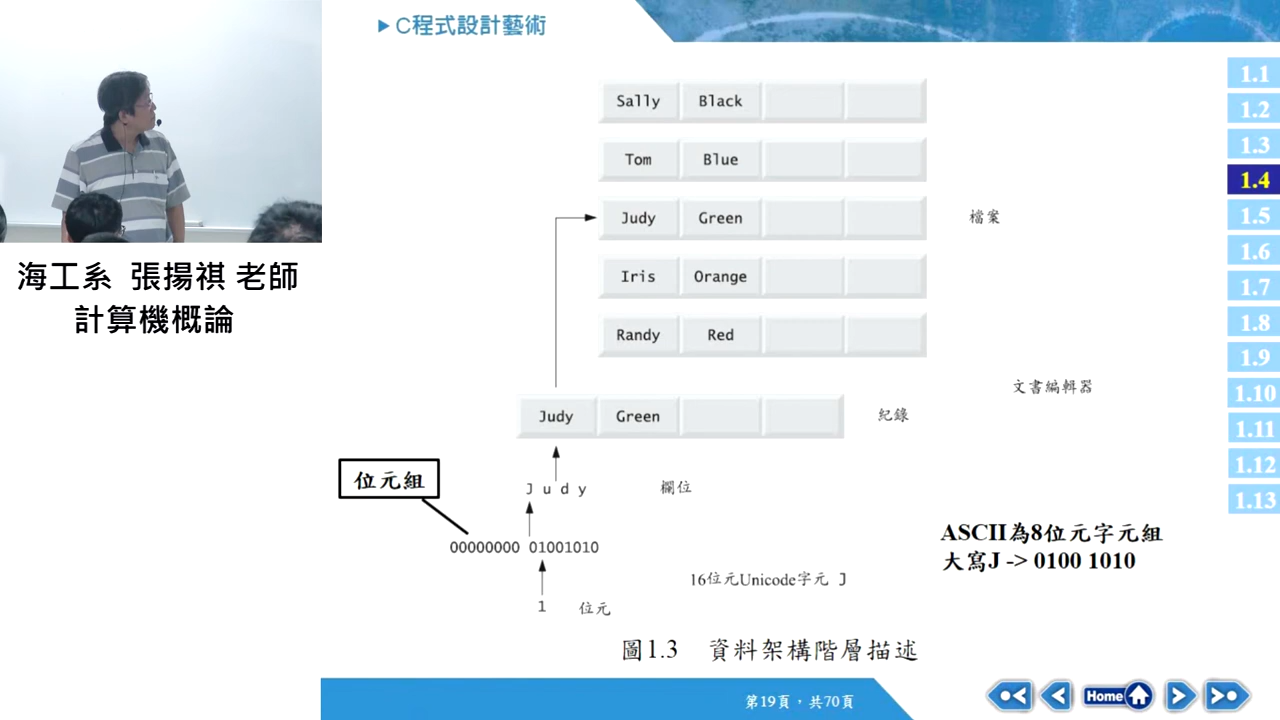 C程式設計藝術
海工系 張揚祺 老師
計算機概論
Sally Black
Tom Blue
Judy Green
檔案
Iris Orange
Randy Red
文書編輯器
Judy Green
紀錄
位元組
J u d y
欄位
00000000 01001010
ASCII為8位元字元組
大寫J -> 0100 1010
16位元Unicode字元 J
1 位元
圖1.3 資料架構階層描述
第19頁，共70頁
Home
1.1
1.2
1.3
1.4
1.5
1.6
1.7
1.8
1.9
1.10
1.11
1.12
1.13